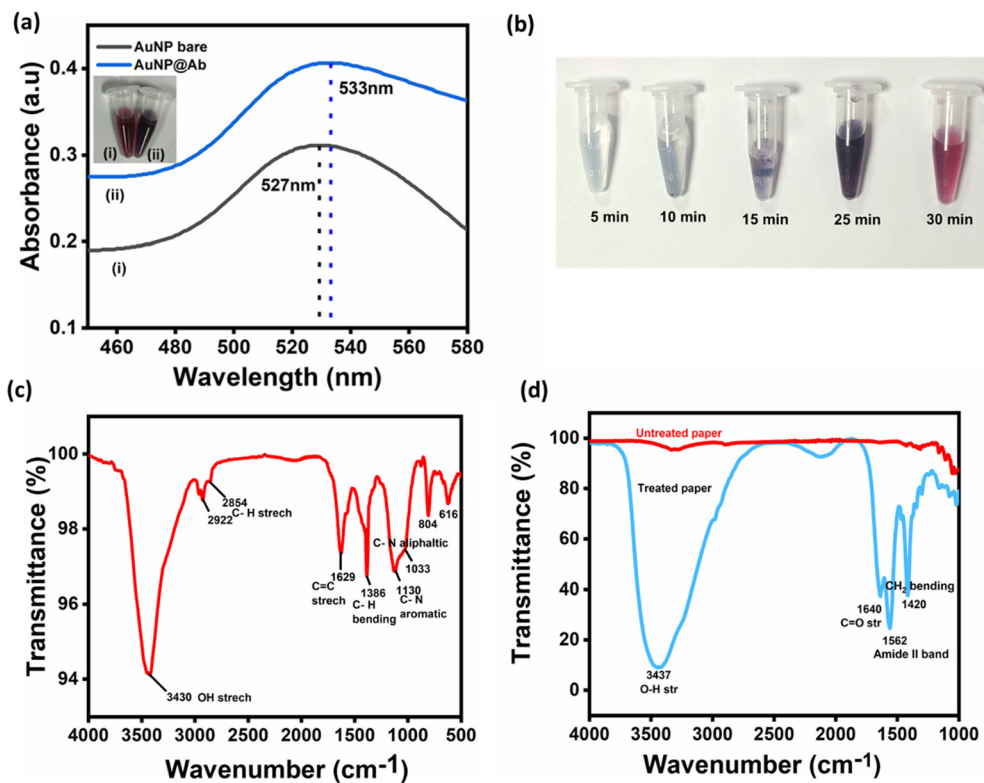 (a)
AuNP bare
AuNP@Ab
(i)
(ii)
533nm
527nm
(ii)
(i)
Absorbance (a.u)
0.4
0.3
0.2
0.1
460 480 500 520 540 560 580
Wavelength (nm)
(b)
5 min 10 min 15 min 25 min 30 min
(c)
Transmittance (%)
100
98
96
94
2854
2922 C- H strech
C- N aliphaltic
804
616
1629
C=C
strech
1386
C- H
bending
1033
1130
C- N
aromatic
3430 OH strech
4000 3500 3000 2500 2000 1500 1000 500
Wavenumber (cm⁻¹)
(d)
Transmittance (%)
100
80
60
40
20
0
Untreated paper
Treated paper
CH₂ bending
1640
C=O str
1420
1562
Amide II band
3437
O-H str
4000 3500 3000 2500 2000 1500 1000
Wavenumber (cm⁻¹)